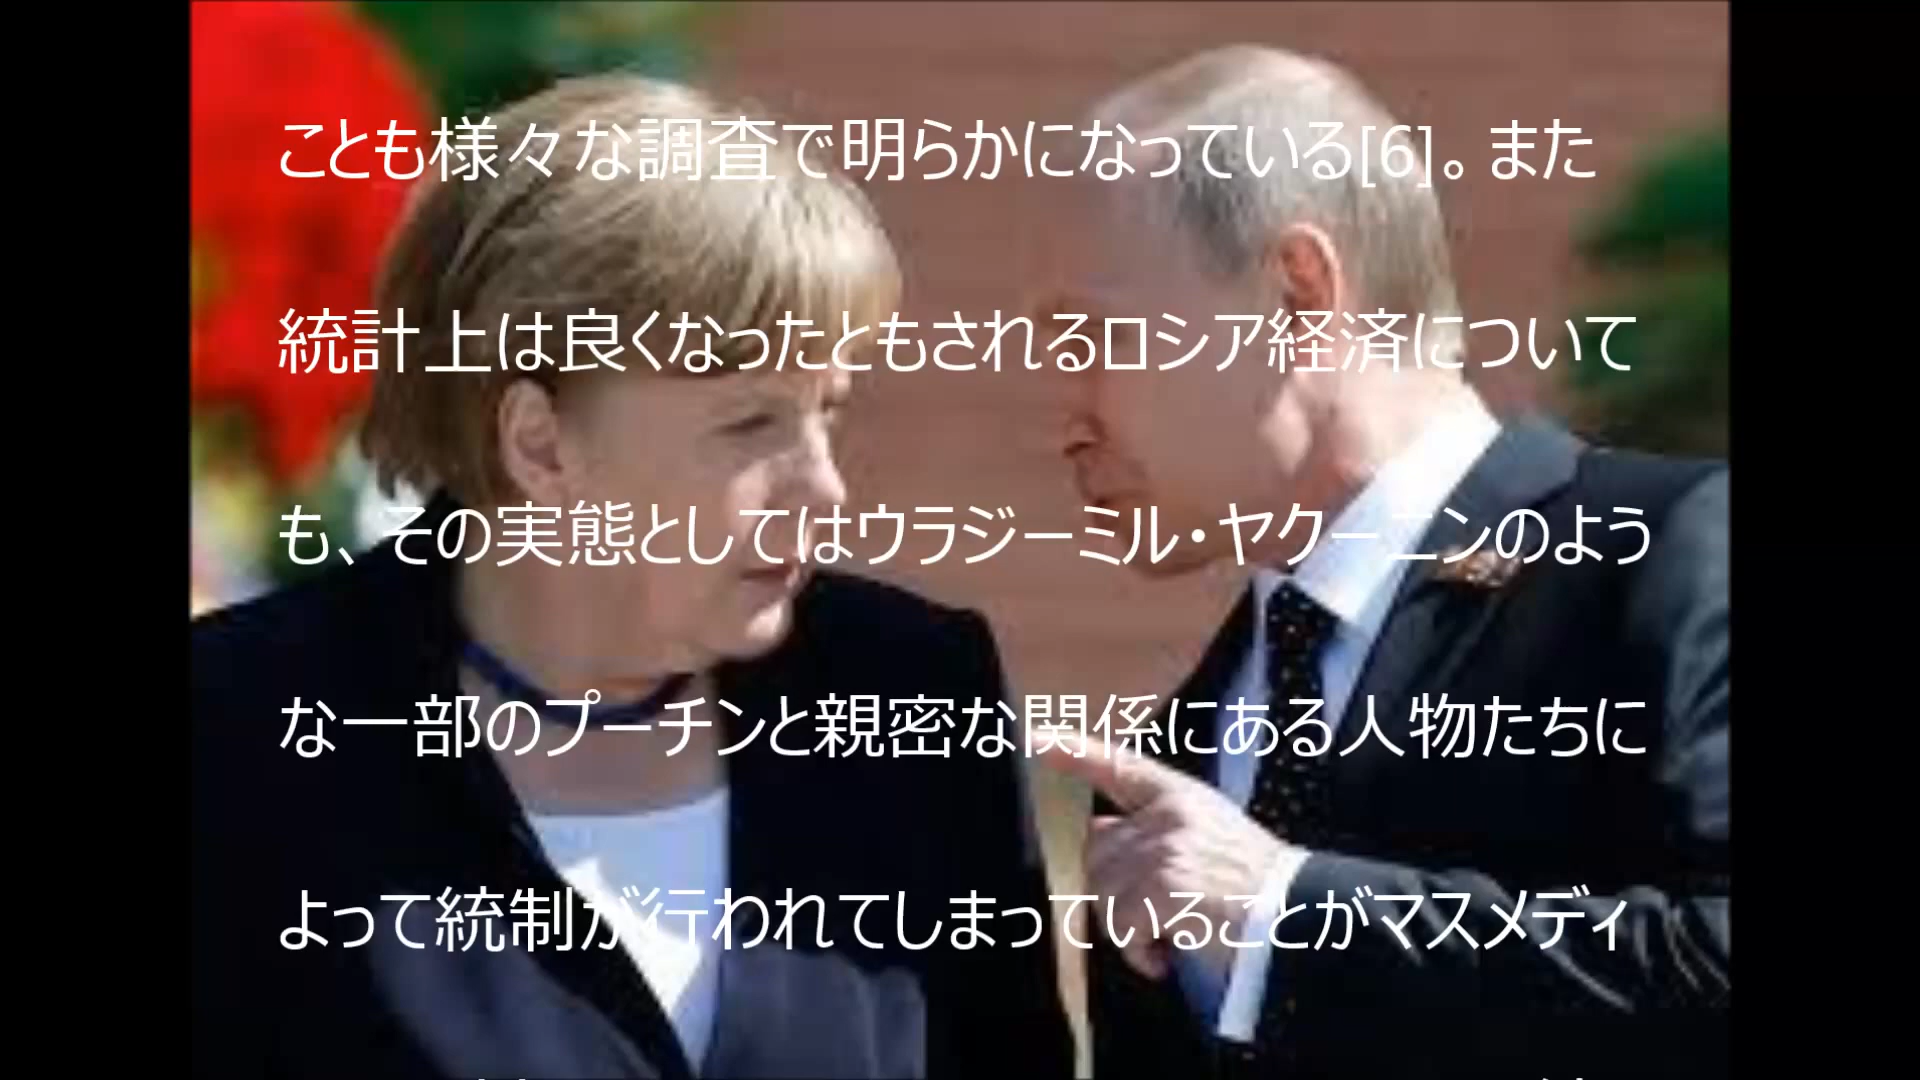 ことも様々な調査で明らかになっている[6]。また
統計上は良くなったともされるロシア経済について
も、その実態としてはウラジーミル・ヤクーニンのよう
な一部のプーチンと親密な関係にある人物たちに
よって統制が行われてしまっていることがマスメディ